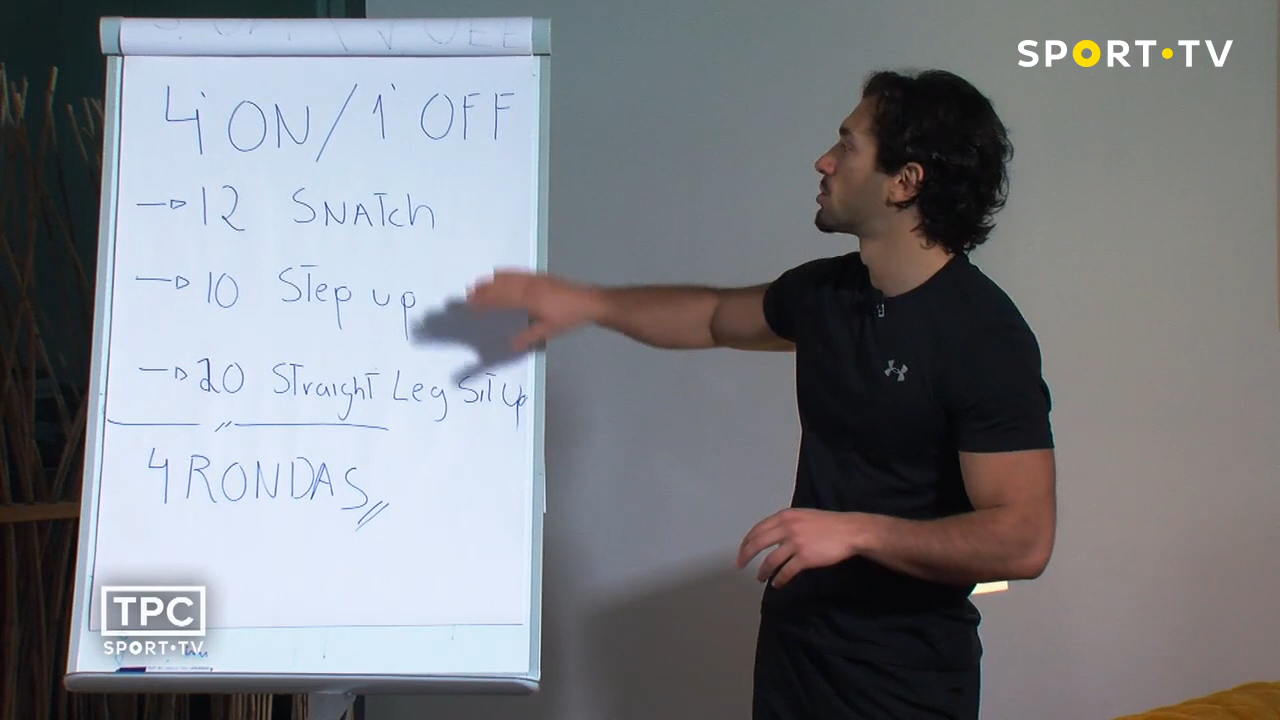 SPORT.TV
4' ON / 1' OFF
→ 12 SNATCh
→ 10 Step up
→ 20 Straight Leg Sit Up
4 RONDAS
TPC
SPORT.TV